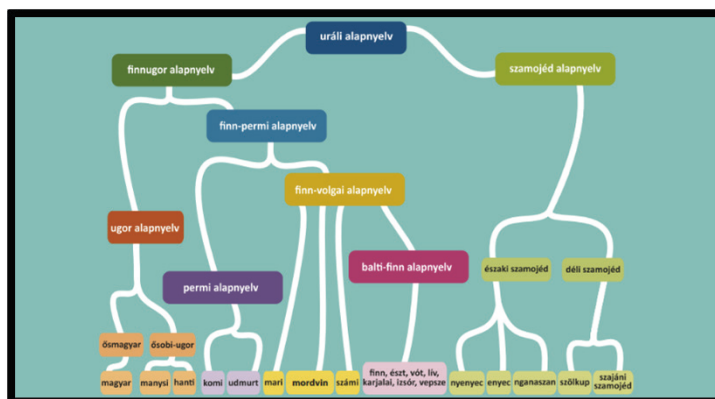 uráli alapnyelv
finnugor alapnyelv
szamojéd alapnyelv
finn-permi alapnyelv
finn-volgai alapnyelv
ugor alapnyelv
balti-finn alapnyelv
északi szamojéd
déli szamojéd
permi alapnyelv
ősmagyar
ősobi-ugor
magyar
manysi
hanti
komi
udmurt
mari
mordvin
számi
finn, észt, vót, lív,
karjalai, izsór, vepsze
nyenyec
enyec
nganaszan
szölkup
szajáni
szamojéd